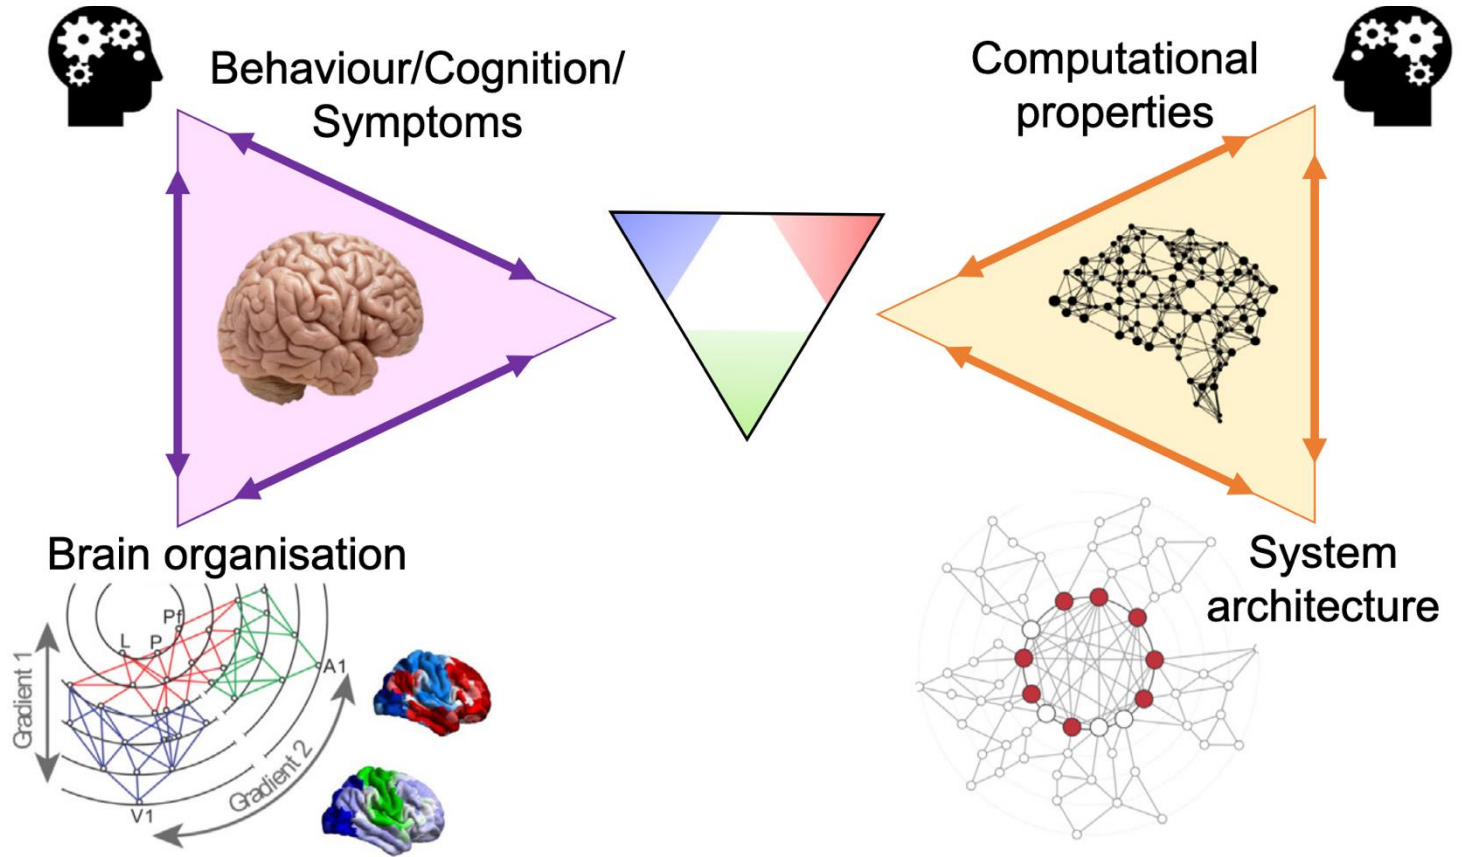 Behaviour/Cognition/
Symptoms
Computational
properties
Brain organisation
System
architecture
Pf
L
P
A1
V1
Gradient 1
Gradient 2